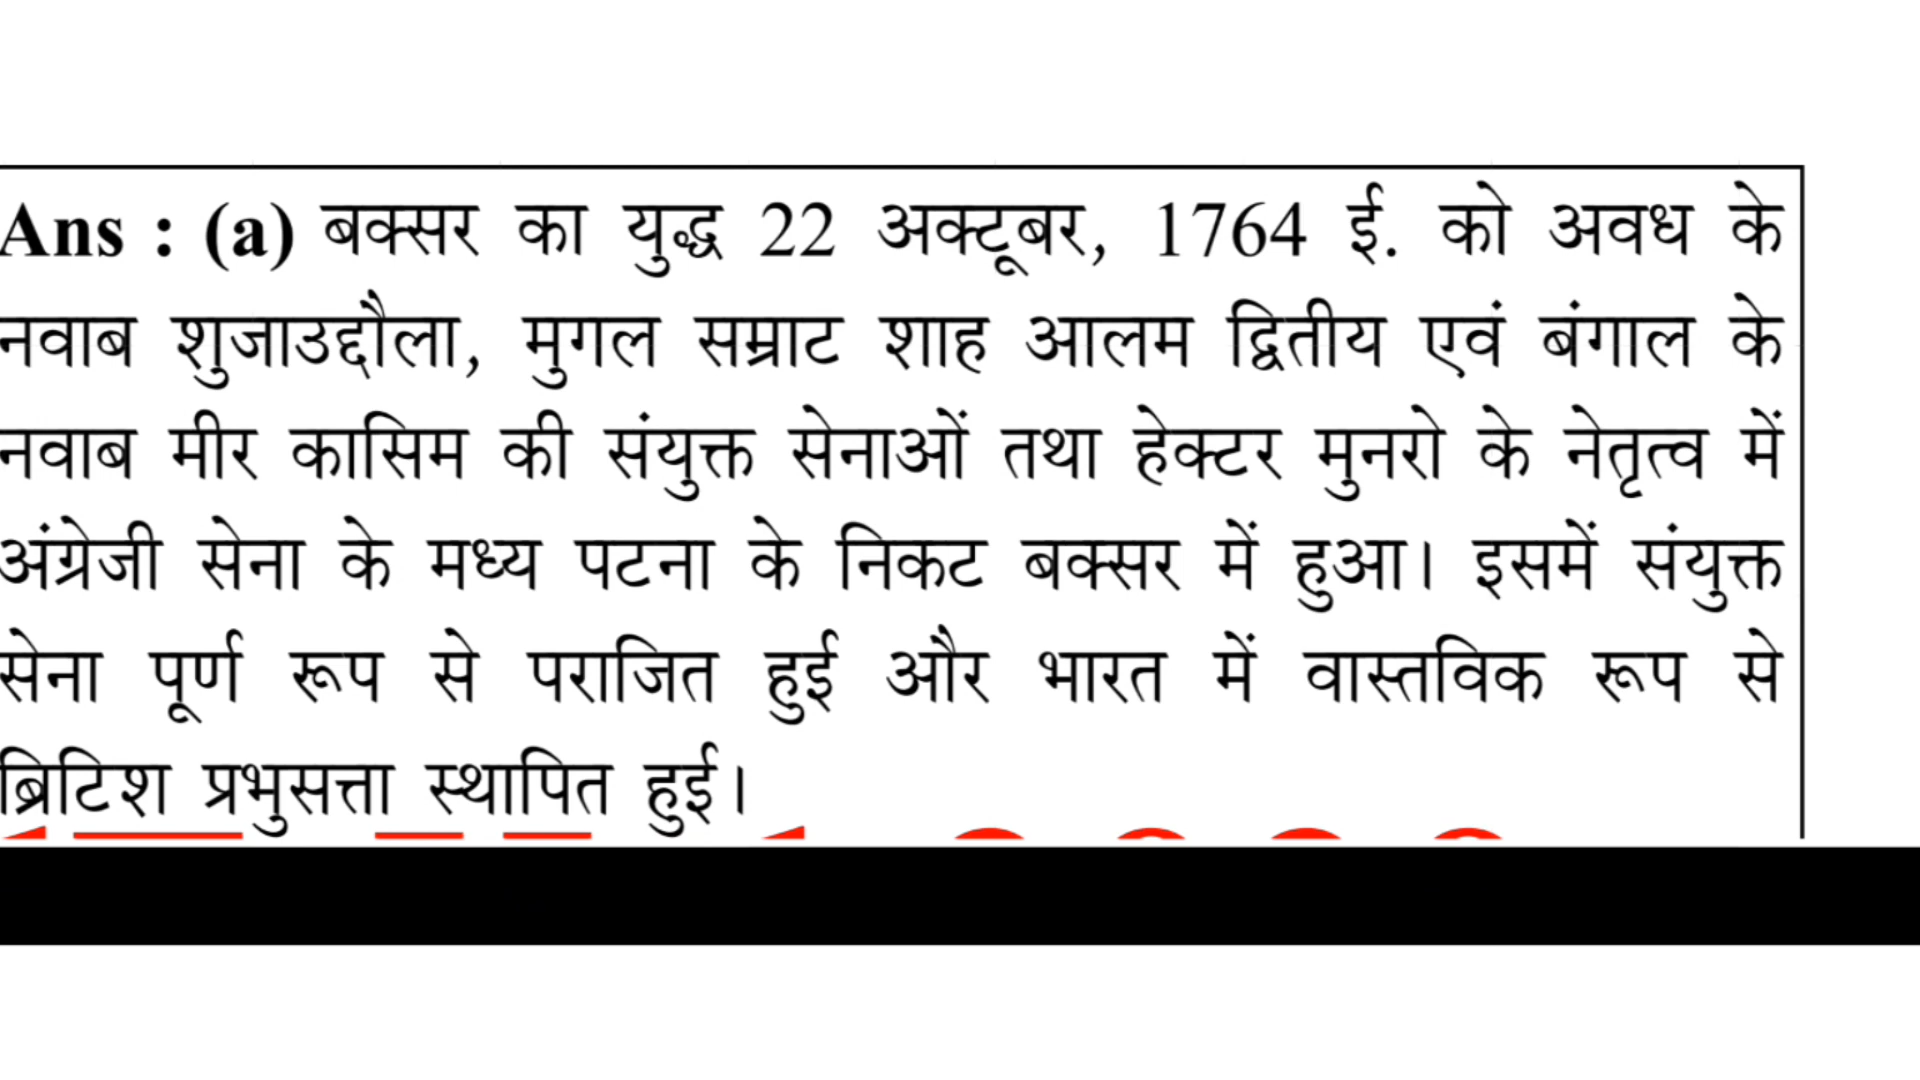 Ans : (a) बक्सर का युद्ध 22 अक्टूबर, 1764 ई. को अवध के
नवाब शुजाउद्दौला, मुगल सम्राट शाह आलम द्वितीय एवं बंगाल के
नवाब मीर कासिम की संयुक्त सेनाओं तथा हेक्टर मुनरो के नेतृत्व में
अंग्रेजी सेना के मध्य पटना के निकट बक्सर में हुआ। इसमें संयुक्त
सेना पूर्ण रूप से पराजित हुई और भारत में वास्तविक रूप से
ब्रिटिश प्रभुसत्ता स्थापित हुई।